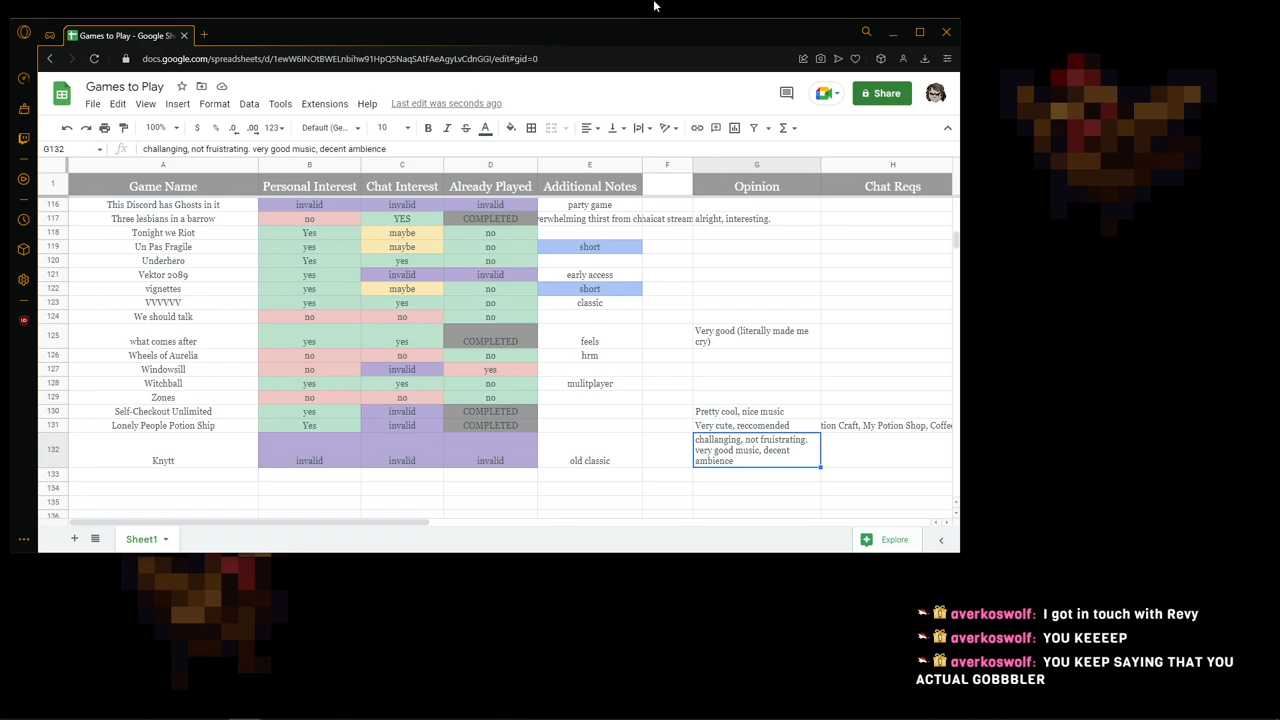 Games to Play - Google Sh
docs.google.com/spreadsheets/d/1ewW6INOtBWELnbihw91HpQ5NaqSAtFAeAgyLvCdnGGI/edit#gid=0
Games to Play
File Edit View Insert Format Data Tools Extensions Help Last edit was seconds ago
Share
100% $ % .0 .00 123 Default (Ge... 10 B I S A
G132 fx challanging, not fruistrating. very good music, decent ambience
A B C D E F G H
1 Game Name Personal Interest Chat Interest Already Played Additional Notes Opinion Chat Reqs
116 This Discord has Ghosts in it invalid invalid invalid party game
117 Three lesbians in a barrow no YES COMPLETED verwhelming thirst from chat stream alright, interesting.
118 Tonight we Riot Yes maybe no
119 Un Pas Fragile yes maybe no short
120 Underhero Yes yes no
121 Vektor 2089 yes invalid invalid early access
122 vignettes yes maybe no short
123 VVVVVV yes yes no classic
124 We should talk no no no
125 what comes after yes yes COMPLETED feels Very good (literally made me
cry)
126 Wheels of Aurelia no no no hrm
127 Windowsill no invalid yes
128 Witchball yes yes no mulitplayer
129 Zones no no no
130 Self-Checkout Unlimited yes invalid COMPLETED Pretty cool, nice music
131 Lonely People Potion Ship Yes invalid COMPLETED Very cute, reccomended tion Craft, My Potion Shop, Coffee
132 Knytt invalid invalid invalid old classic challanging, not fruistrating.
very good music, decent
ambience
133
134
135
136
Sheet1
Explore
averkoswolf: I got in touch with Revy
averkoswolf: YOU KEEEEP
averkoswolf: YOU KEEP SAYING THAT YOU
ACTUAL GOBBBLER